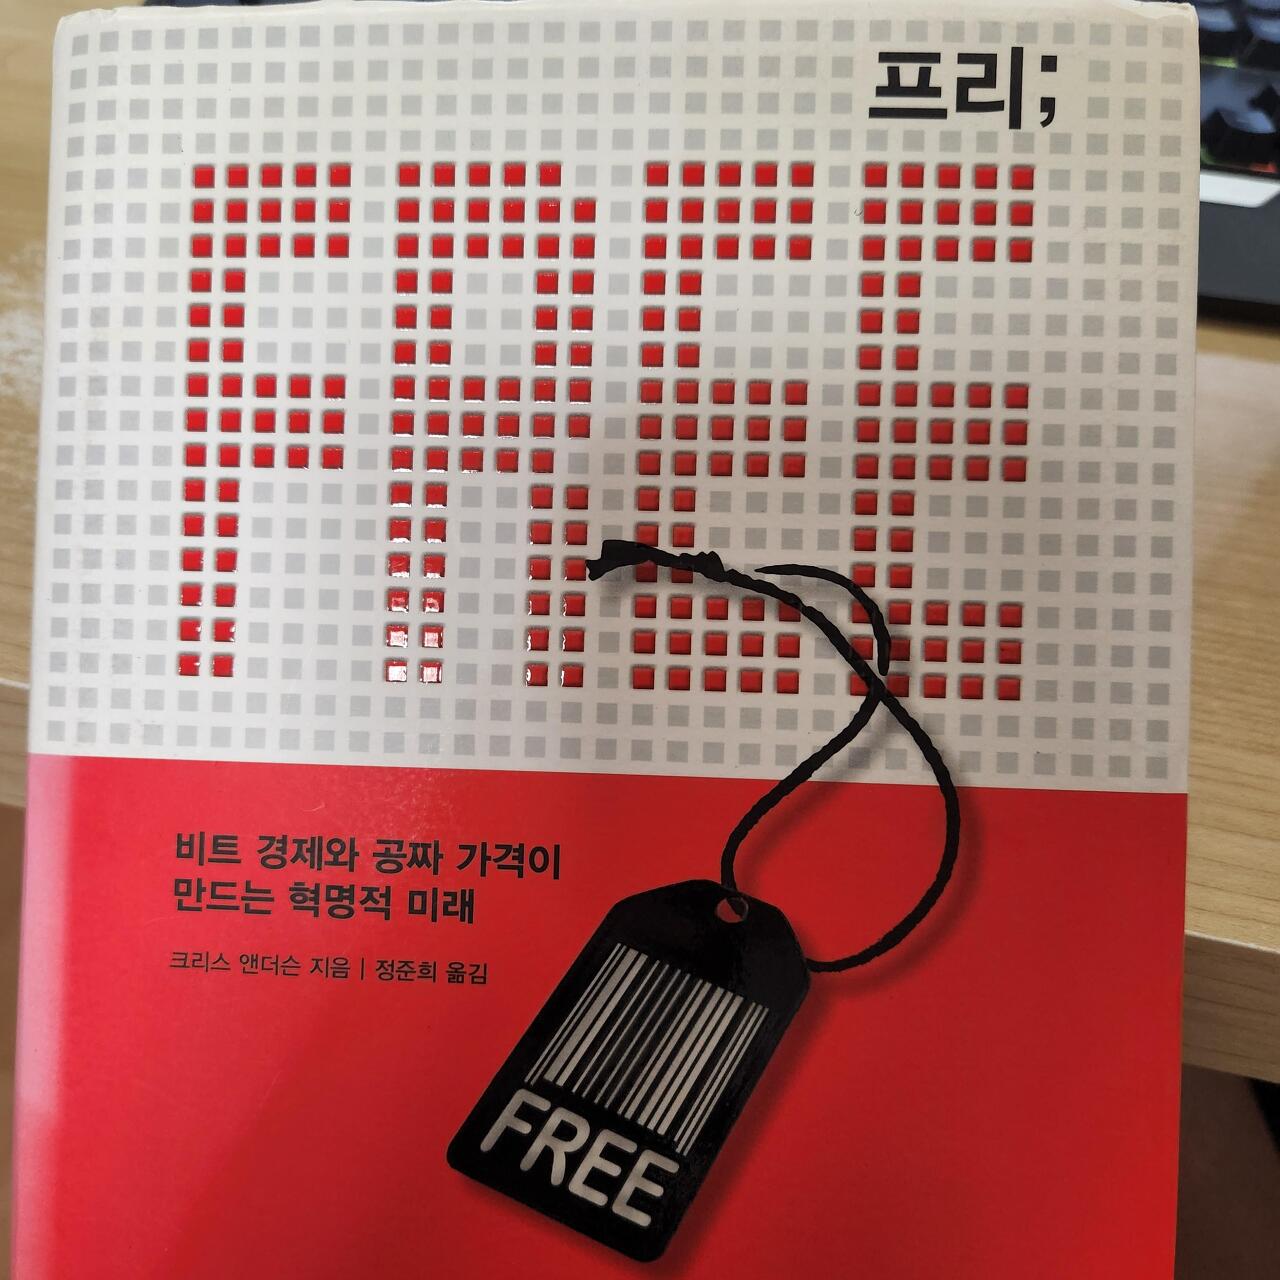 프리;
FREE
비트 경제와 공짜 가격이
만드는 혁명적 미래
크리스 앤더슨 지음 | 정준희 옮김
FREE